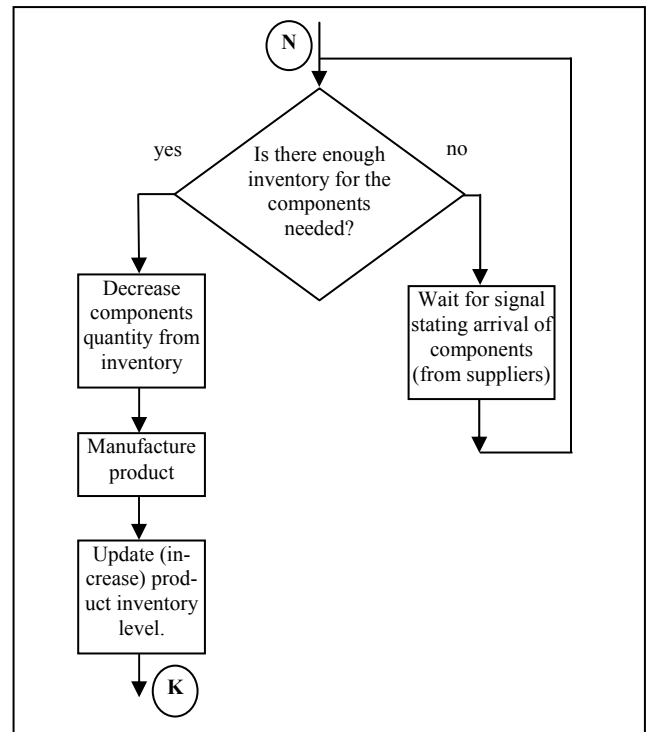 N
yes
no
Is there enough
inventory for the
components
needed?
Decrease
components
quantity from
inventory
Wait for signal
stating arrival of
components
(from suppliers)
Manufacture
product
Update (in-
crease) prod-
uct inventory
level.
K